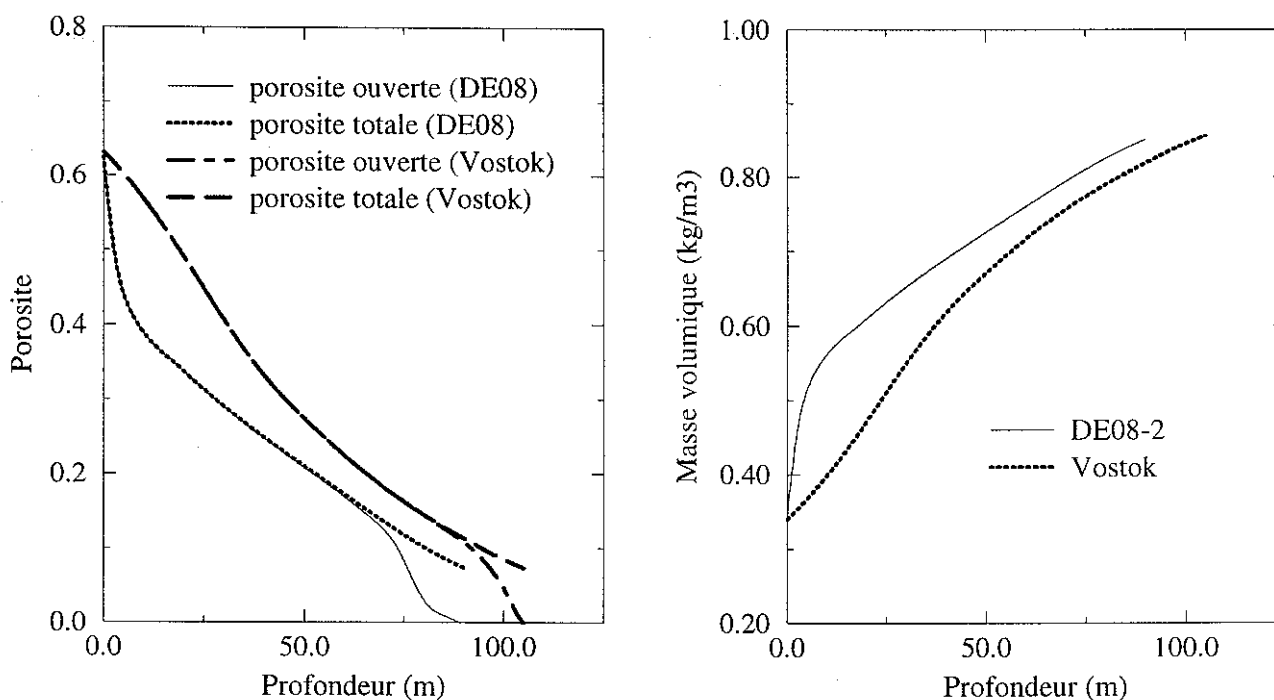 0.8
porosite ouverte (DE08)
porosite totale (DE08)
porosite ouverte (Vostok)
porosite totale (Vostok)
0.6
Porosite
0.4
0.2
0.0
0.0 50.0 100.0
Profondeur (m)
1.00
Masse volumique (kg/m3)
0.80
0.60
DE08-2
Vostok
0.40
0.20
0.0 50.0 100.0
Profondeur (m)